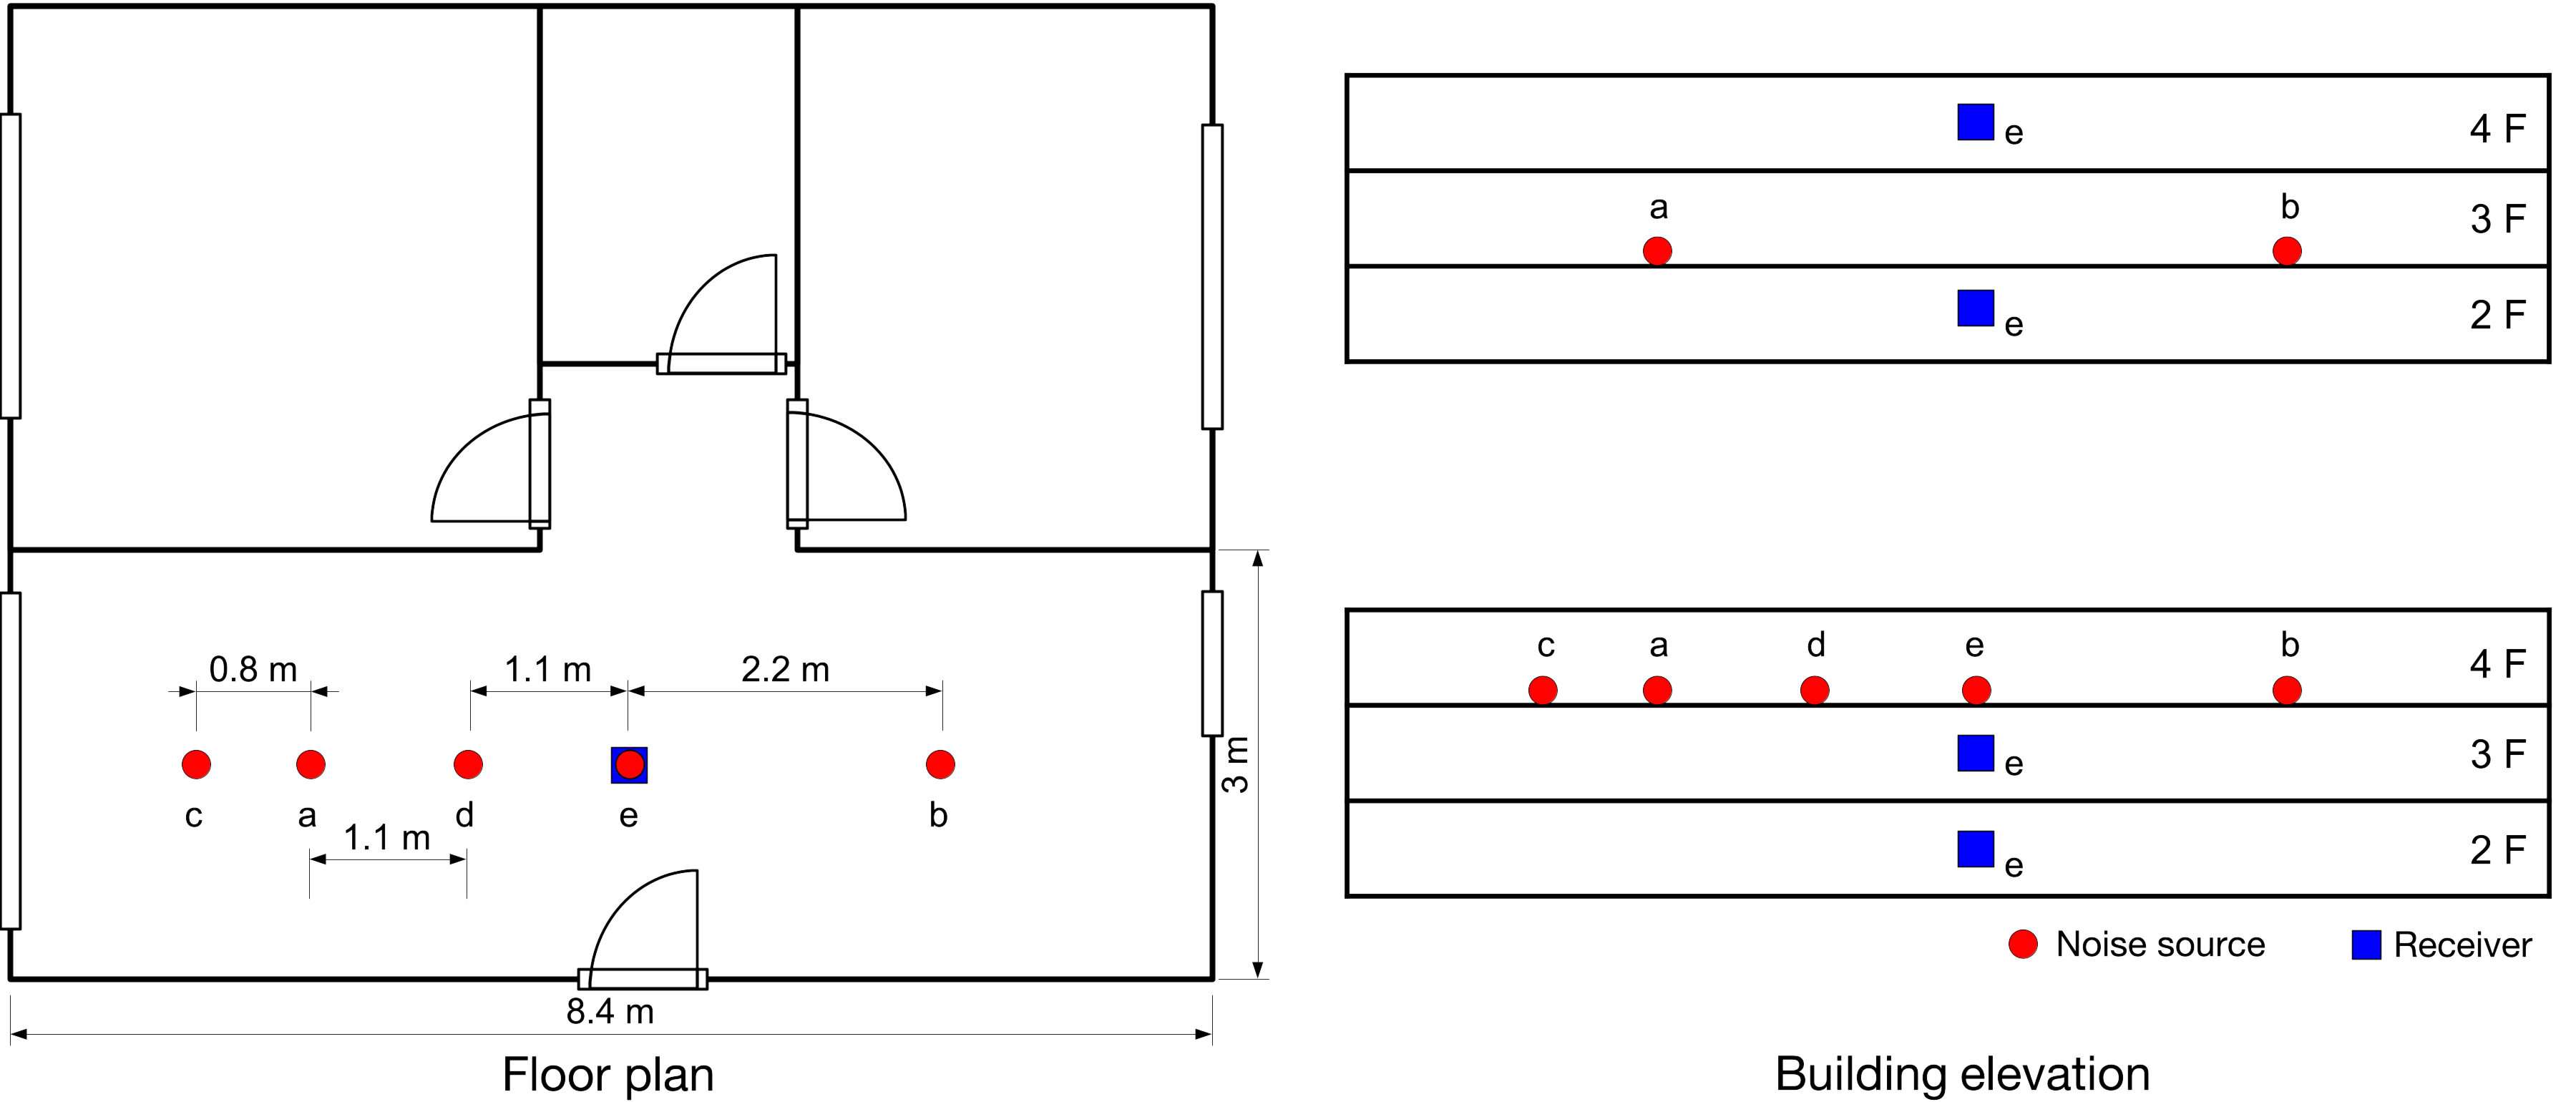 0.8 m
1.1 m
2.2 m
c
a
d
e
b
1.1 m
3 m
8.4 m
Floor plan
e
4 F
a
b
3 F
e
2 F
c
a
d
e
b
4 F
e
3 F
e
2 F
Noise source
Receiver
Building elevation